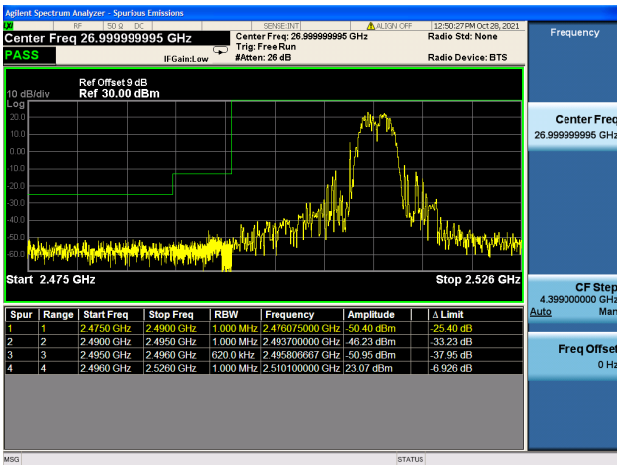 Agilent Spectrum Analyzer - Spurious Emissions
RF 50 Ω DC SENSE:INT ALIGN OFF 12:50:27 PM Oct 28, 2021
Center Freq 26.999999995 GHz
Center Freq: 26.999999995 GHz
Radio Std: None
Trig: Free Run
PASS
IFGain:Low
#Atten: 26 dB
Radio Device: BTS
Ref Offset 9 dB
10 dB/div
Ref 30.00 dBm
Log
20.0
10.0
0.00
-10.0
-20.0
-30.0
-40.0
-50.0
-60.0
Start 2.475 GHz
Stop 2.526 GHz
Spur Range Start Freq Stop Freq RBW Frequency Amplitude Δ Limit
1 1 2.4750 GHz 2.4900 GHz 1.000 MHz 2.476075000 GHz -50.40 dBm -25.40 dB
2 2 2.4900 GHz 2.4950 GHz 1.000 MHz 2.493700000 GHz -46.23 dBm -33.23 dB
3 3 2.4950 GHz 2.4960 GHz 620.0 kHz 2.495806667 GHz -50.95 dBm -37.95 dB
4 4 2.4960 GHz 2.5260 GHz 1.000 MHz 2.510100000 GHz 23.07 dBm -6.926 dB
MSG
STATUS
Frequency
Center Freq
26.999999995 GHz
CF Step
4.399000000 GHz
Auto Man
Freq Offset
0 Hz